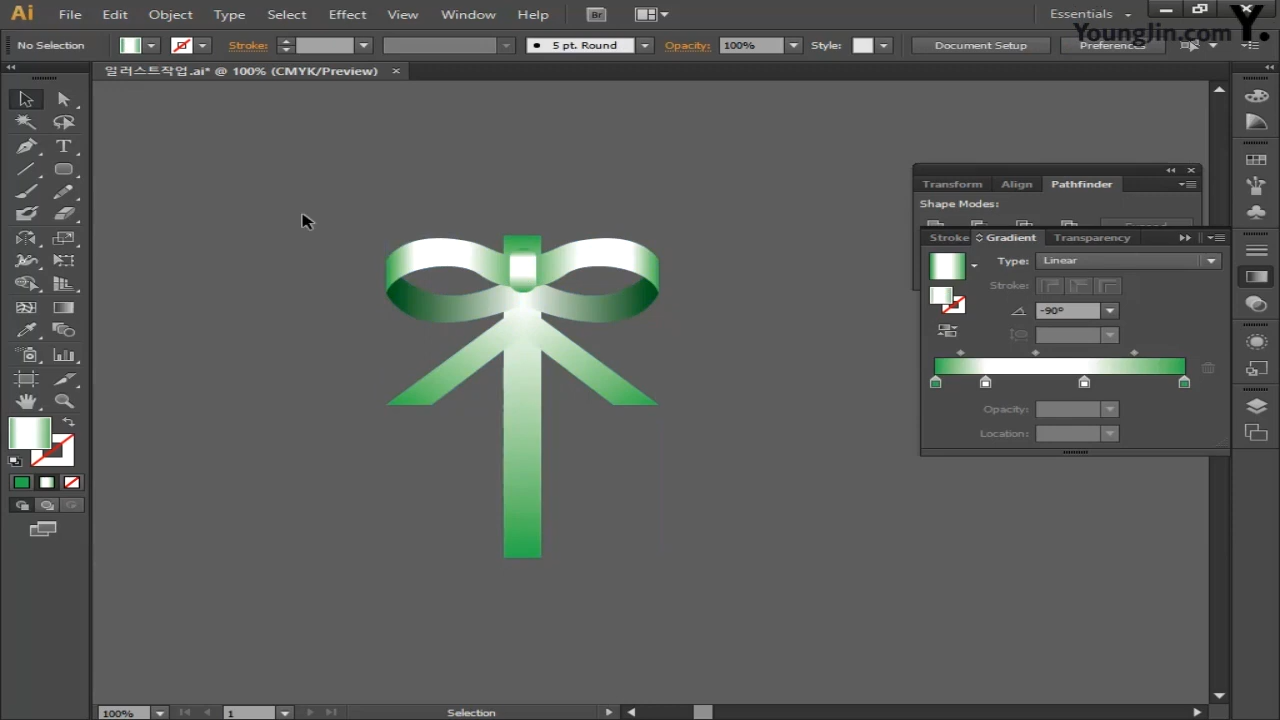 Ai File Edit Object Type Select Effect View Window Help Br Essentials
YoungJin.com Y.
No Selection Stroke: 5 pt. Round Opacity: 100% Style: Document Setup Preferences
일러스트작업.ai* @ 100% (CMYK/Preview) ×
Transform Align Pathfinder
Shape Modes:
Expand
Stroke Gradient Transparency
Type: Linear
Stroke:
-90°
Opacity:
Location:
100% 1 Selection